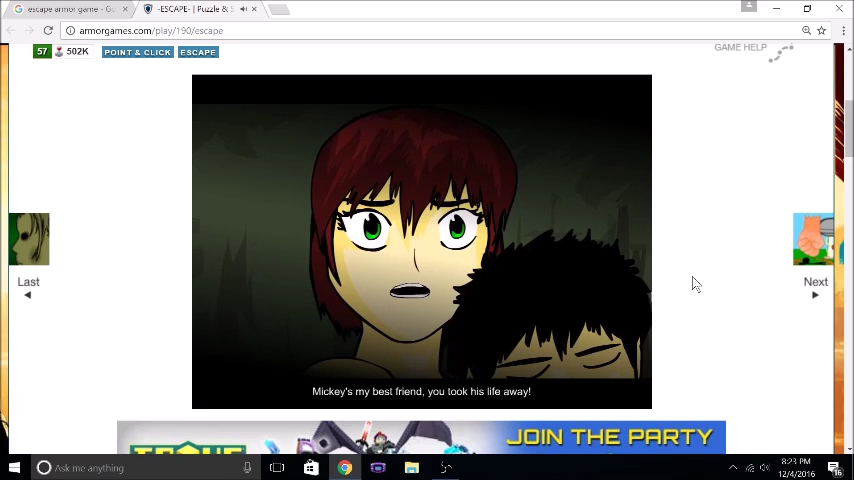 escape armor game - G
-ESCAPE- | Puzzle & S
armorgames.com/play/190/escape
57 502K POINT & CLICK ESCAPE
GAME HELP
Last
Next
Mickey's my best friend, you took his life away!
JOIN THE PARTY
Ask me anything
8:23 PM
12/4/2016
16